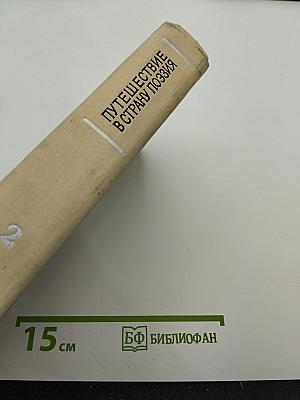 ПУТЕШЕСТВИЕ
В СТРАНУ ПОЭЗИЯ
2
15 см
БФ БИБЛИОФАН